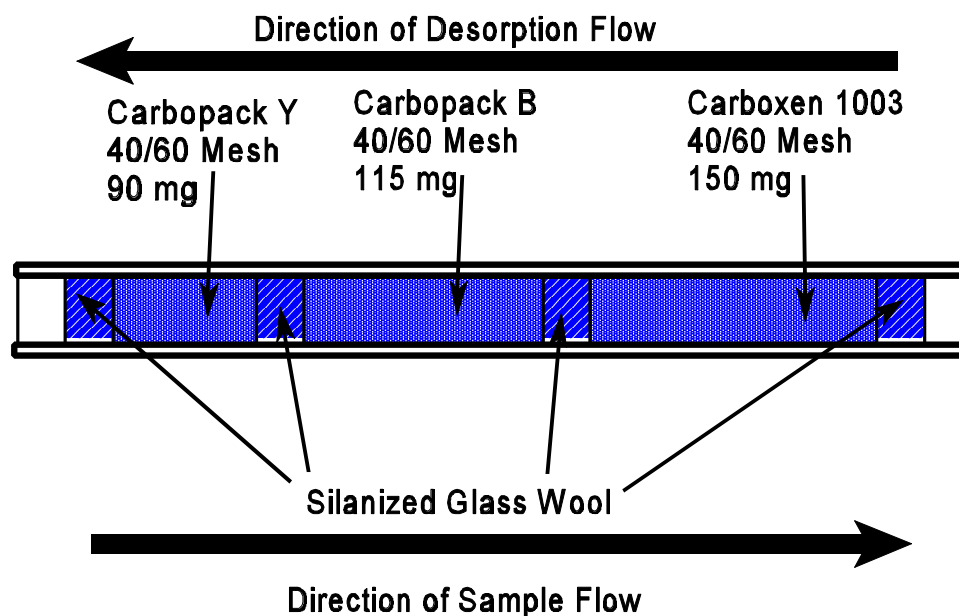 Direction of Desorption Flow
Carbopack Y
40/60 Mesh
90 mg
Carbopack B
40/60 Mesh
115 mg
Carboxen 1003
40/60 Mesh
150 mg
Silanized Glass Wool
Direction of Sample Flow